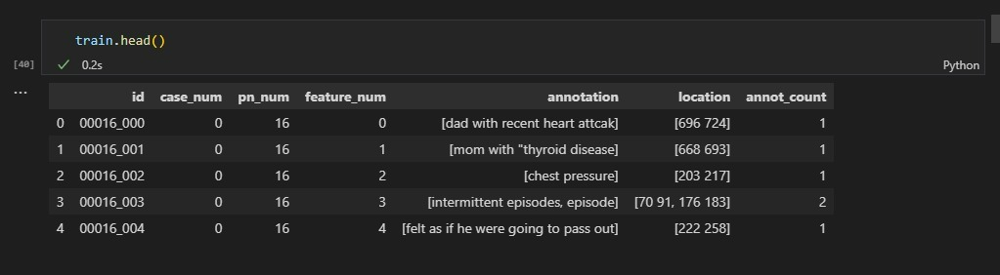 train.head()
[40] ✓ 0.2s Python
...
id case_num pn_num feature_num annotation location annot_count
0 00016_000 0 16 0 [dad with recent heart attcak] [696 724] 1
1 00016_001 0 16 1 [mom with "thyroid disease] [668 693] 1
2 00016_002 0 16 2 [chest pressure] [203 217] 1
3 00016_003 0 16 3 [intermittent episodes, episode] [70 91, 176 183] 2
4 00016_004 0 16 4 [felt as if he were going to pass out] [222 258] 1